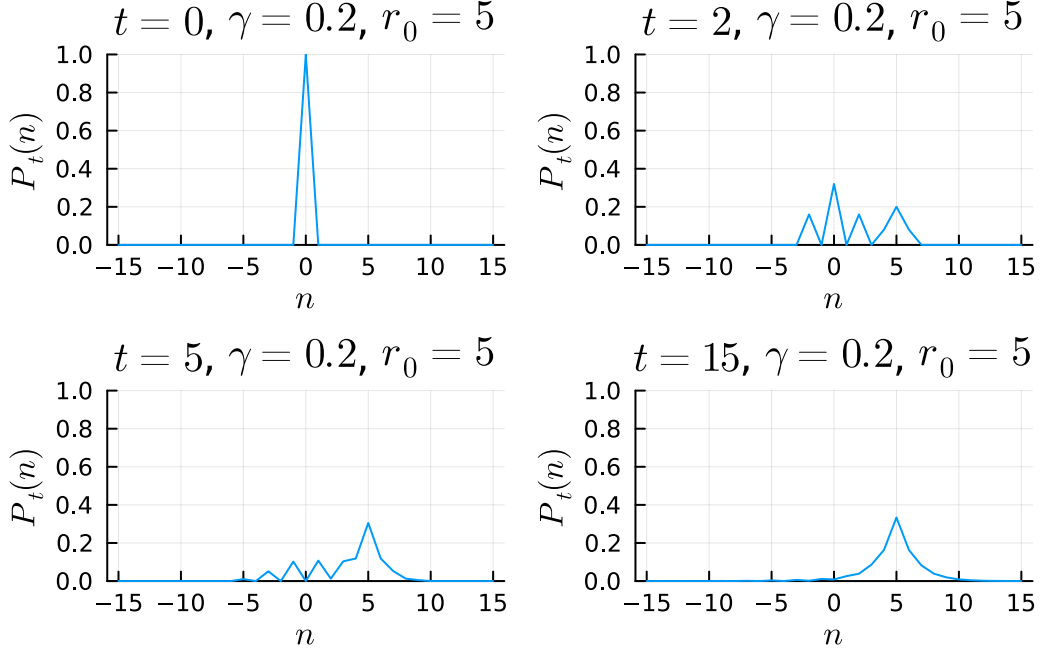 t = 0, γ = 0.2, r₀ = 5
1.0
0.8
0.6
0.4
0.2
0.0
P_t(n)
−15 −10 −5 0 5 10 15
n
t = 2, γ = 0.2, r₀ = 5
1.0
0.8
0.6
0.4
0.2
0.0
P_t(n)
−15 −10 −5 0 5 10 15
n
t = 5, γ = 0.2, r₀ = 5
1.0
0.8
0.6
0.4
0.2
0.0
P_t(n)
−15 −10 −5 0 5 10 15
n
t = 15, γ = 0.2, r₀ = 5
1.0
0.8
0.6
0.4
0.2
0.0
P_t(n)
−15 −10 −5 0 5 10 15
n